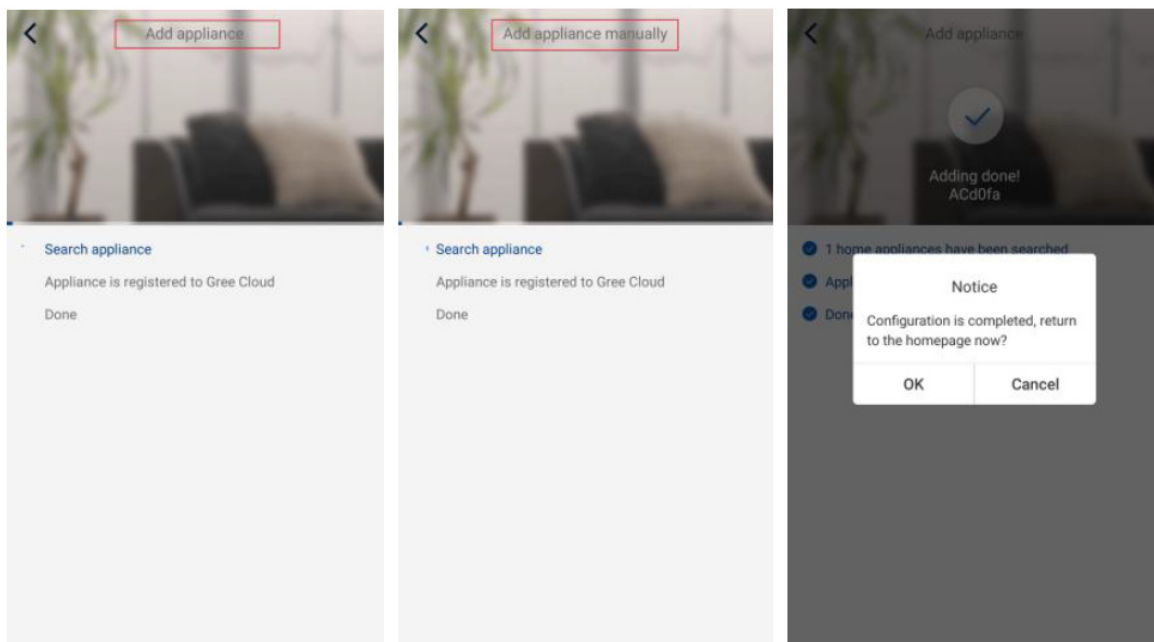 Add appliance
Search appliance
Appliance is registered to Gree Cloud
Done
Add appliance manually
Search appliance
Appliance is registered to Gree Cloud
Done
Add appliance
Adding done!
ACd0fa
1 home appliances have been searched
Appl
Done
Notice
Configuration is completed, return
to the homepage now?
OK
Cancel